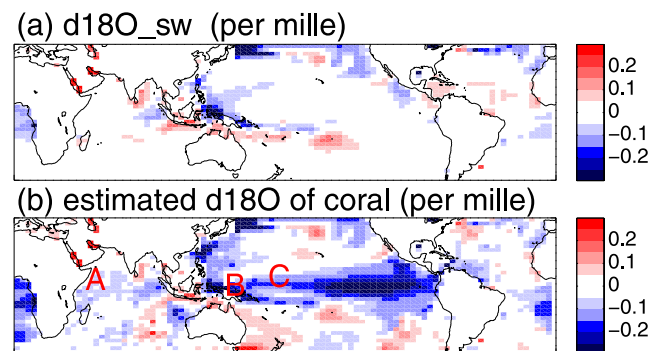 (a) d18O_sw (per mille)
0.2
0.1
0
−0.1
−0.2
(b) estimated d18O of coral (per mille)
A
B
C
0.2
0.1
0
−0.1
−0.2